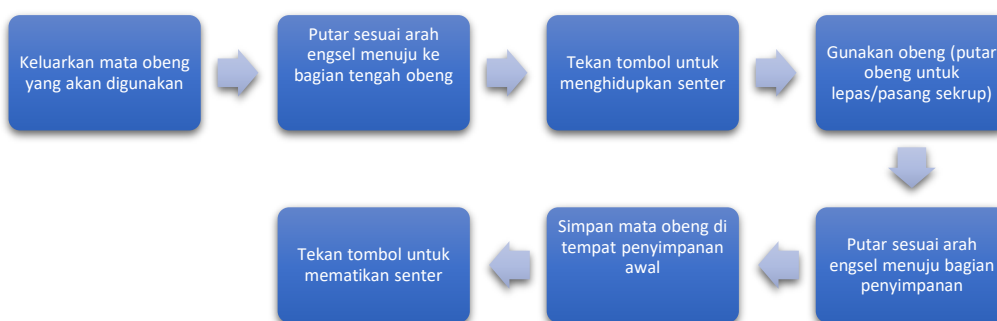 Keluarkan mata obeng
yang akan digunakan
Putar sesuai arah
engsel menuju ke
bagian tengah obeng
Tekan tombol untuk
menghidupkan senter
Gunakan obeng (putar
obeng untuk
lepas/pasang sekrup)
Putar sesuai arah
engsel menuju bagian
penyimpanan
Simpan mata obeng di
tempat penyimpanan
awal
Tekan tombol untuk
mematikan senter